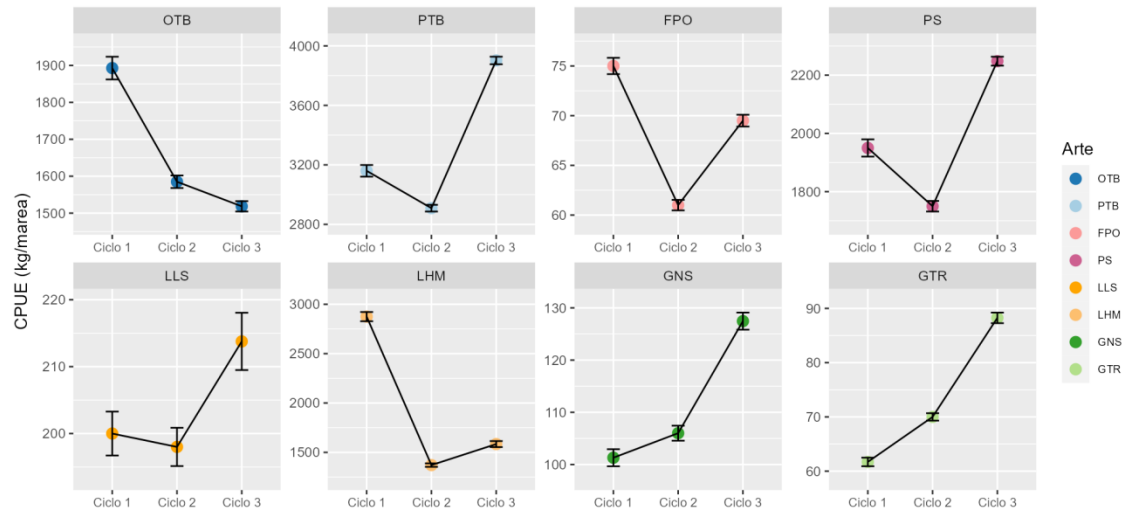 OTB
PTB
FPO
PS
1900
1800
1700
1600
1500
4000
3600
3200
2800
75
70
65
60
2200
2000
1800
Ciclo 1 Ciclo 2 Ciclo 3
Ciclo 1 Ciclo 2 Ciclo 3
Ciclo 1 Ciclo 2 Ciclo 3
Ciclo 1 Ciclo 2 Ciclo 3
CPUE (kg/marea)
LLS
LHM
GNS
GTR
220
210
200
3000
2500
2000
1500
130
120
110
100
90
80
70
60
Ciclo 1 Ciclo 2 Ciclo 3
Ciclo 1 Ciclo 2 Ciclo 3
Ciclo 1 Ciclo 2 Ciclo 3
Ciclo 1 Ciclo 2 Ciclo 3
Arte
OTB
PTB
FPO
PS
LLS
LHM
GNS
GTR